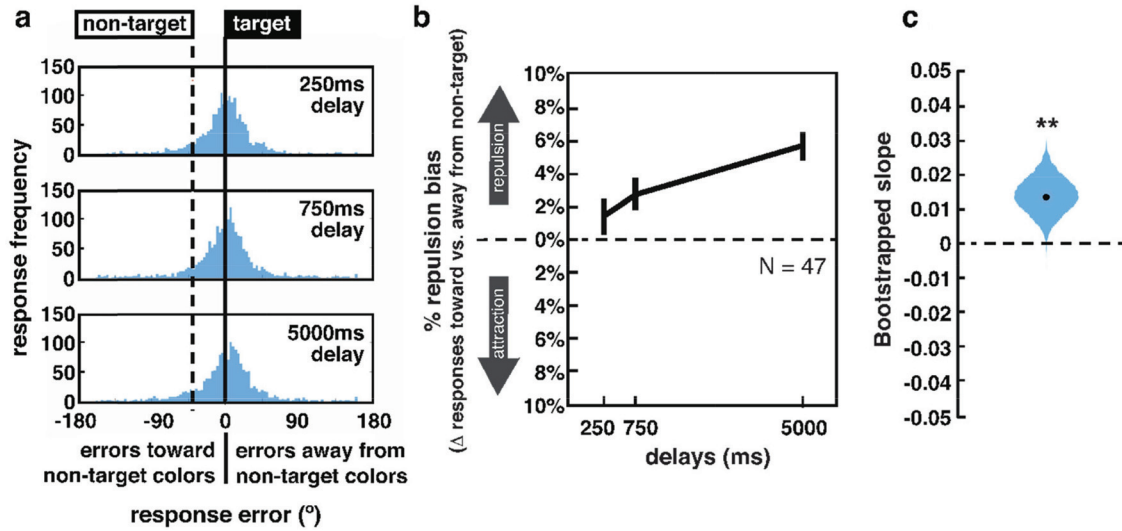 a
non-target
target
response frequency
150
100
50
0
250ms
delay
150
100
50
0
750ms
delay
150
100
50
0
5000ms
delay
-180
-90
0
90
180
errors toward
non-target colors
errors away from
non-target colors
response error (°)
b
% repulsion bias
(Δ responses toward vs. away from non-target)
repulsion
attraction
10%
8%
6%
4%
2%
0%
2%
4%
6%
8%
10%
N = 47
250
750
5000
delays (ms)
c
Bootstrapped slope
0.05
0.04
0.03
0.02
0.01
0
-0.01
-0.02
-0.03
-0.04
-0.05
**